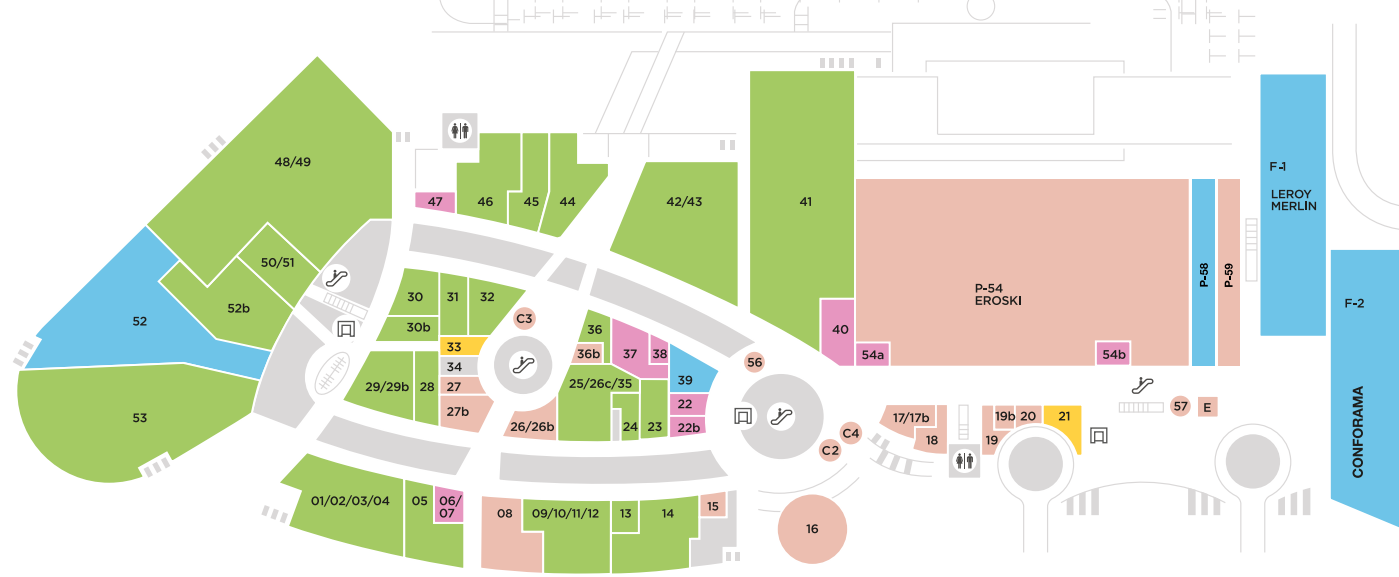 48/49
47
46
45
44
42/43
41
F-1
LEROY
MERLIN
50/51
52b
52
53
30
31
32
30b
33
34
C3
29/29b
28
27
27b
36
36b
37
38
39
25/26c/35
26/26b
24
23
22
22b
56
40
54a
P-54
EROSKI
54b
P-58
P-59
F-2
CONFORAMA
57
E
17/17b
18
19b
20
21
19
C4
C2
01/02/03/04
05
06/
07
08
09/10/11/12
13
14
15
16